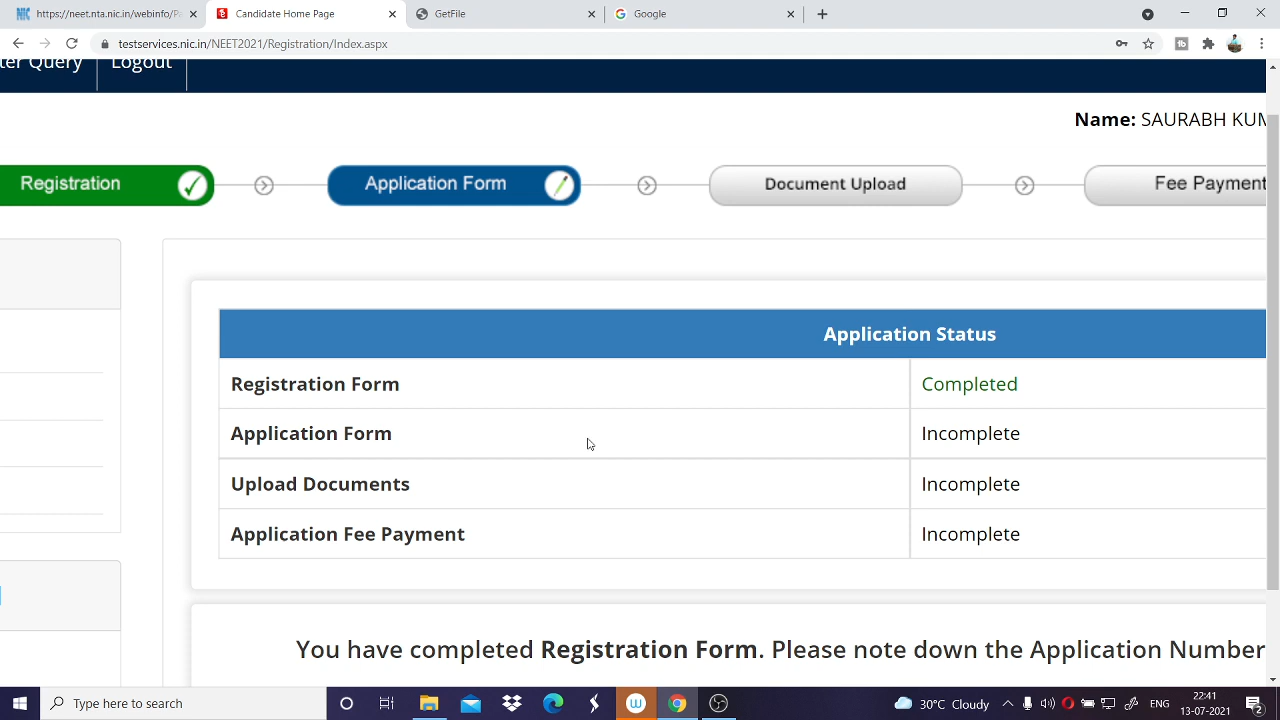 https://neet.nta.nic.in/webinfo/P
Candidate Home Page
GetFile
Google
testservices.nic.in/NEET2021/Registration/Index.aspx
Query
Logout
Name: SAURABH
Registration
Application Form
Document Upload
Fee Payment
Application Status
Registration Form
Completed
Application Form
Incomplete
Upload Documents
Incomplete
Application Fee Payment
Incomplete
You have completed Registration Form. Please note down the Application Number
Type here to search
30°C Cloudy
ENG
22:41
13-07-2021
2